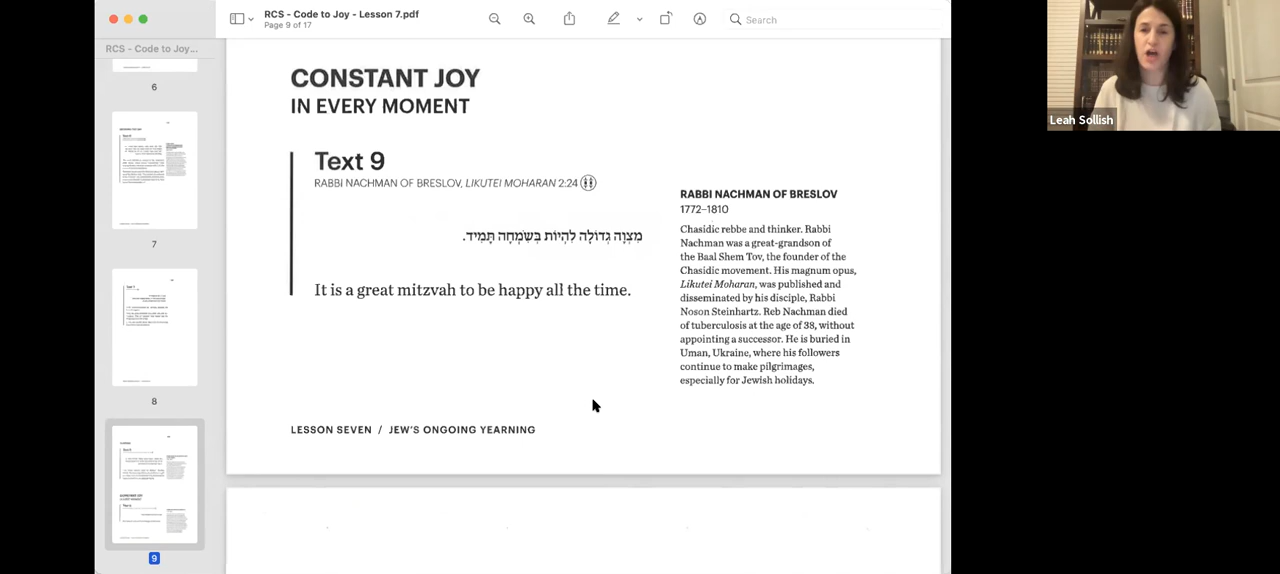 RCS - Code to Joy - Lesson 7.pdf
Page 9 of 17
Search
RCS - Code to Joy...
6
7
8
9
CONSTANT JOY
IN EVERY MOMENT
Text 9
RABBI NACHMAN OF BRESLOV, LIKUTEI MOHARAN 2:24
מִצְוָה גְדוֹלָה לִהְיוֹת בְּשִׂמְחָה תָּמִיד.
It is a great mitzvah to be happy all the time.
RABBI NACHMAN OF BRESLOV
1772–1810
Chasidic rebbe and thinker. Rabbi
Nachman was a great-grandson of
the Baal Shem Tov, the founder of the
Chasidic movement. His magnum opus,
Likutei Moharan, was published and
disseminated by his disciple, Rabbi
Noson Steinhartz. Reb Nachman died
of tuberculosis at the age of 38, without
appointing a successor. He is buried in
Uman, Ukraine, where his followers
continue to make pilgrimages,
especially for Jewish holidays.
LESSON SEVEN / JEW'S ONGOING YEARNING
Leah Sollish